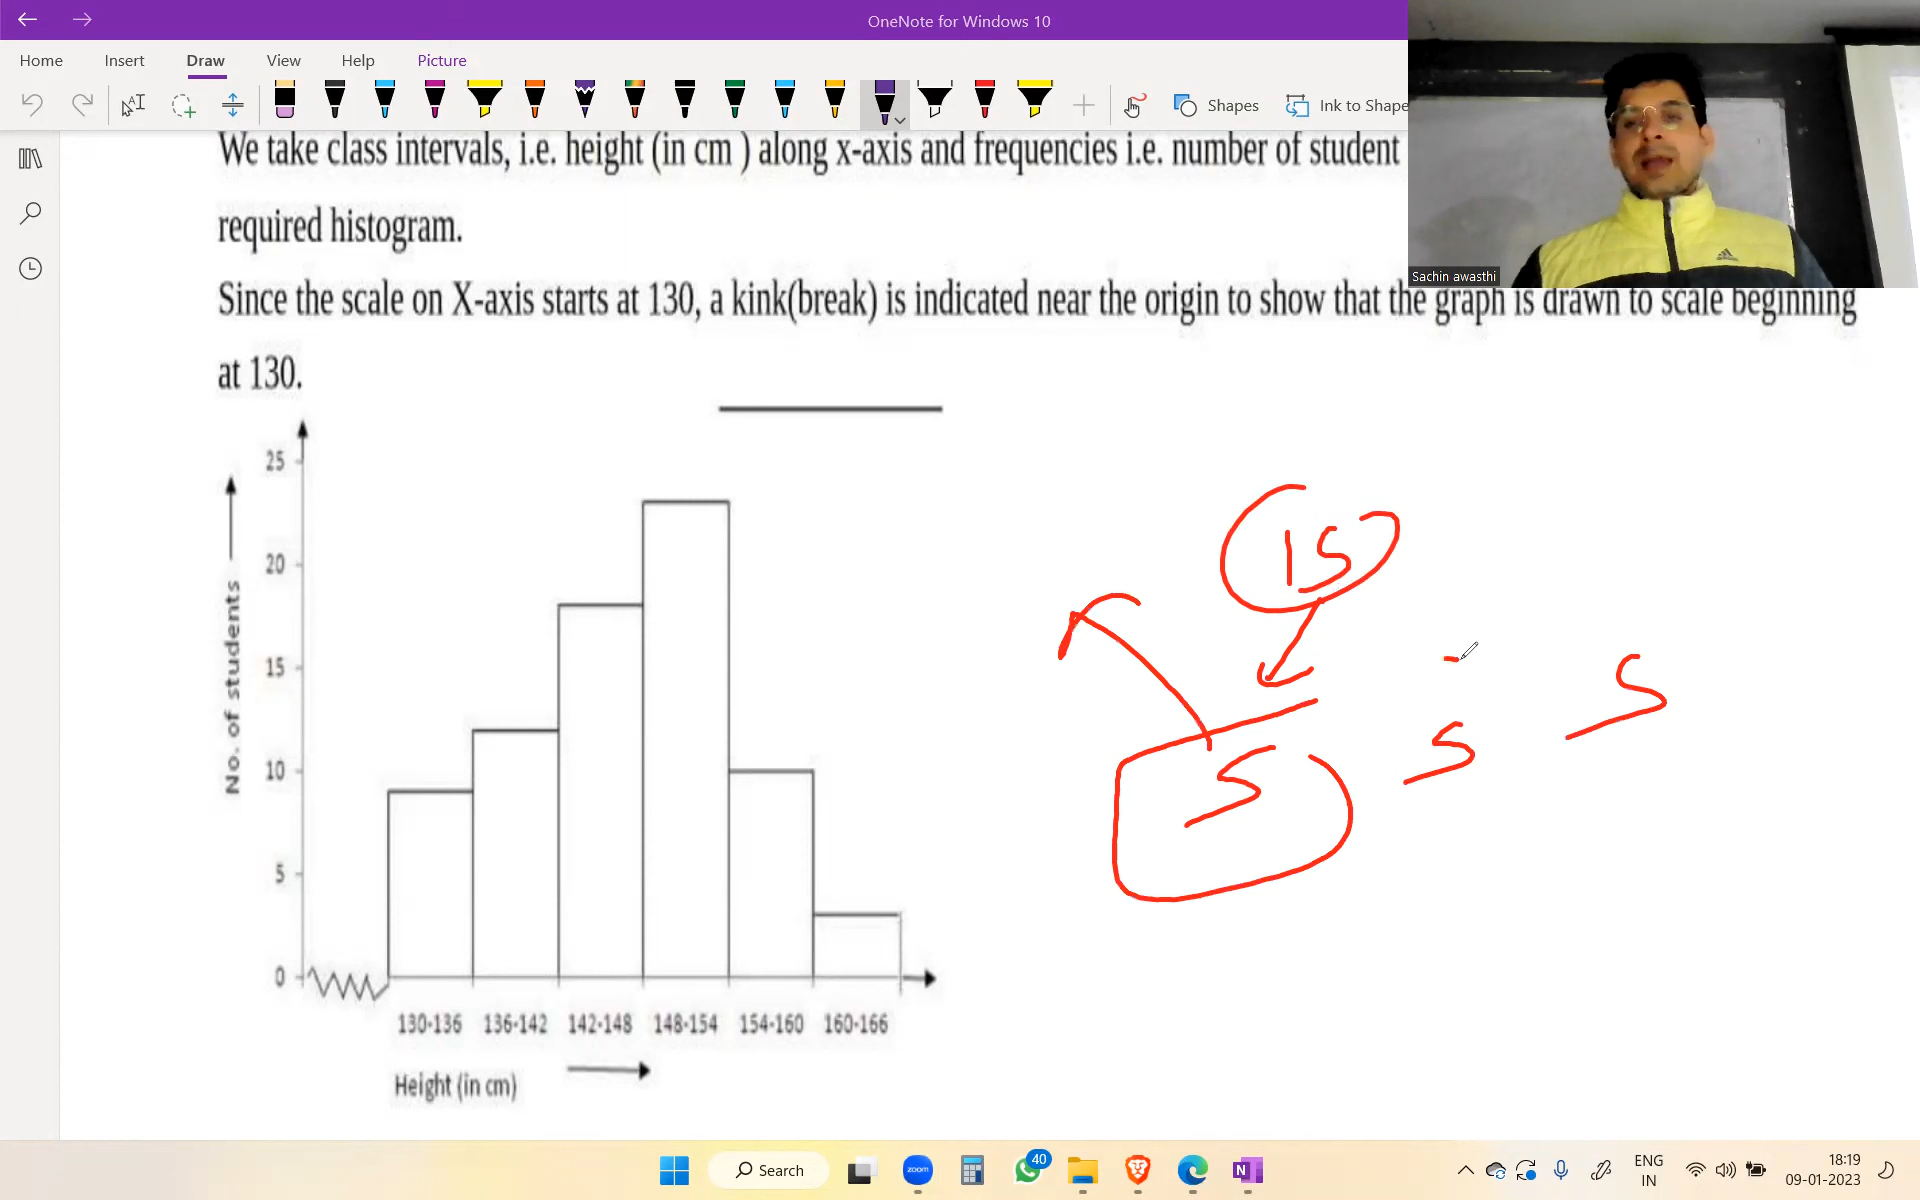 OneNote for Windows 10
Home Insert Draw View Help Picture
Shapes Ink to Shape
We take class intervals, i.e. height (in cm ) along x-axis and frequencies i.e. number of student
required histogram.
Sachin awasthi
Since the scale on X-axis starts at 130, a kink(break) is indicated near the origin to show that the graph is drawn to scale beginning
at 130.
25
20
15
10
5
0
No. of students
130-136 136-142 142-148 148-154 154-160 160-166
Height (in cm)
15
5 5 5
Search
zoom
40
N
ENG
IN
18:19
09-01-2023